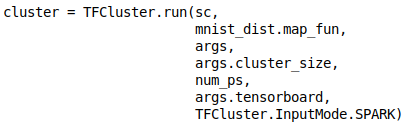 cluster = TFCluster.run(sc,
mnist_dist.map_fun,
args,
args.cluster_size,
num_ps,
args.tensorboard,
TFCluster.InputMode.SPARK)